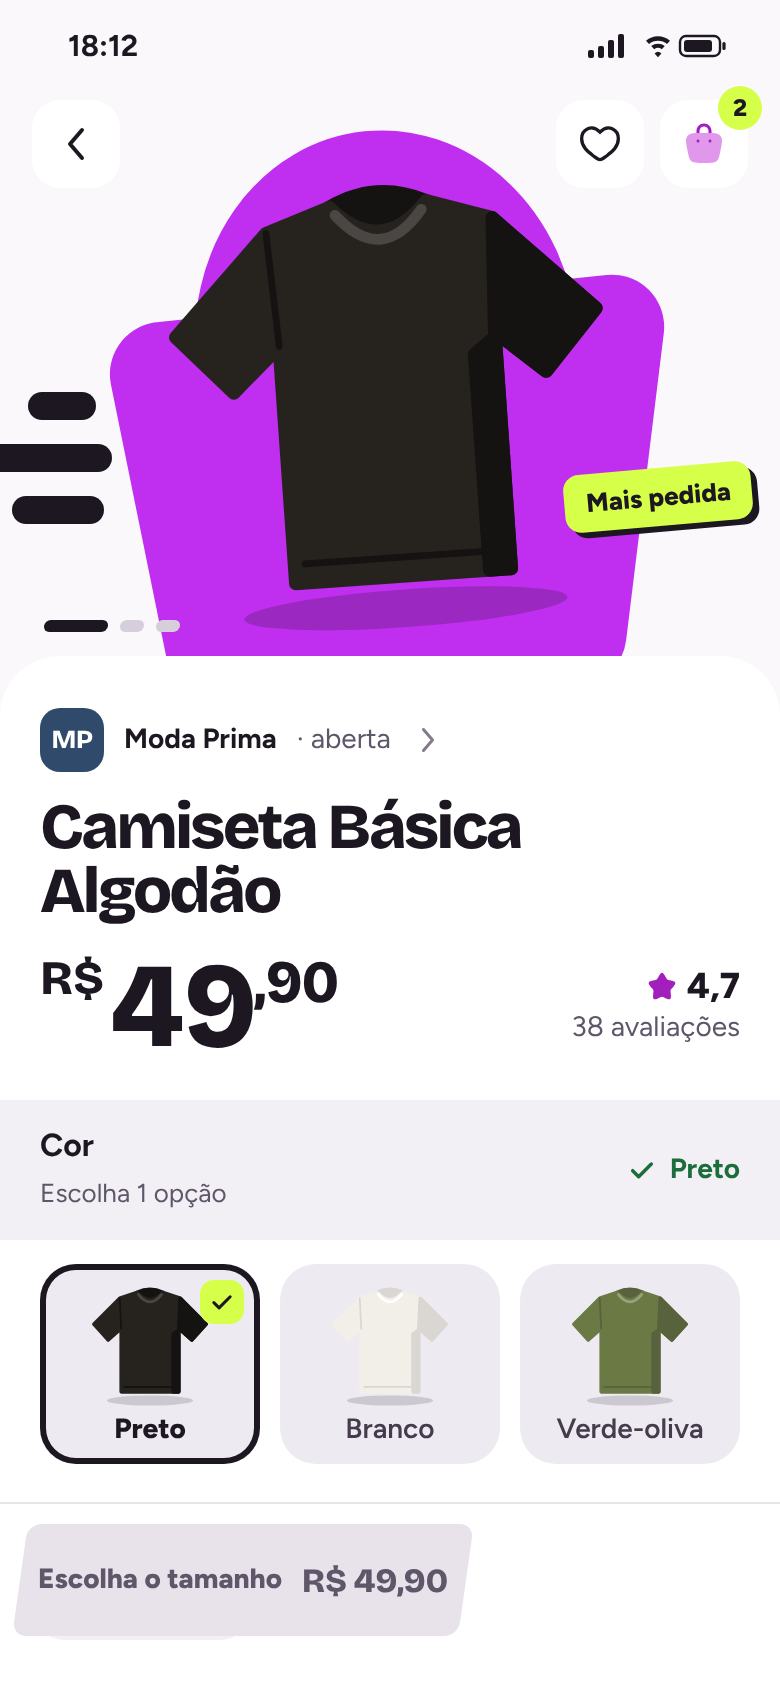 18:12
2
Mais pedida
MP Moda Prima · aberta
Camiseta Básica
Algodão
R$ 49,90
4,7
38 avaliações
Cor
Escolha 1 opção
Preto
Preto
Branco
Verde-oliva
Escolha o tamanho R$ 49,90